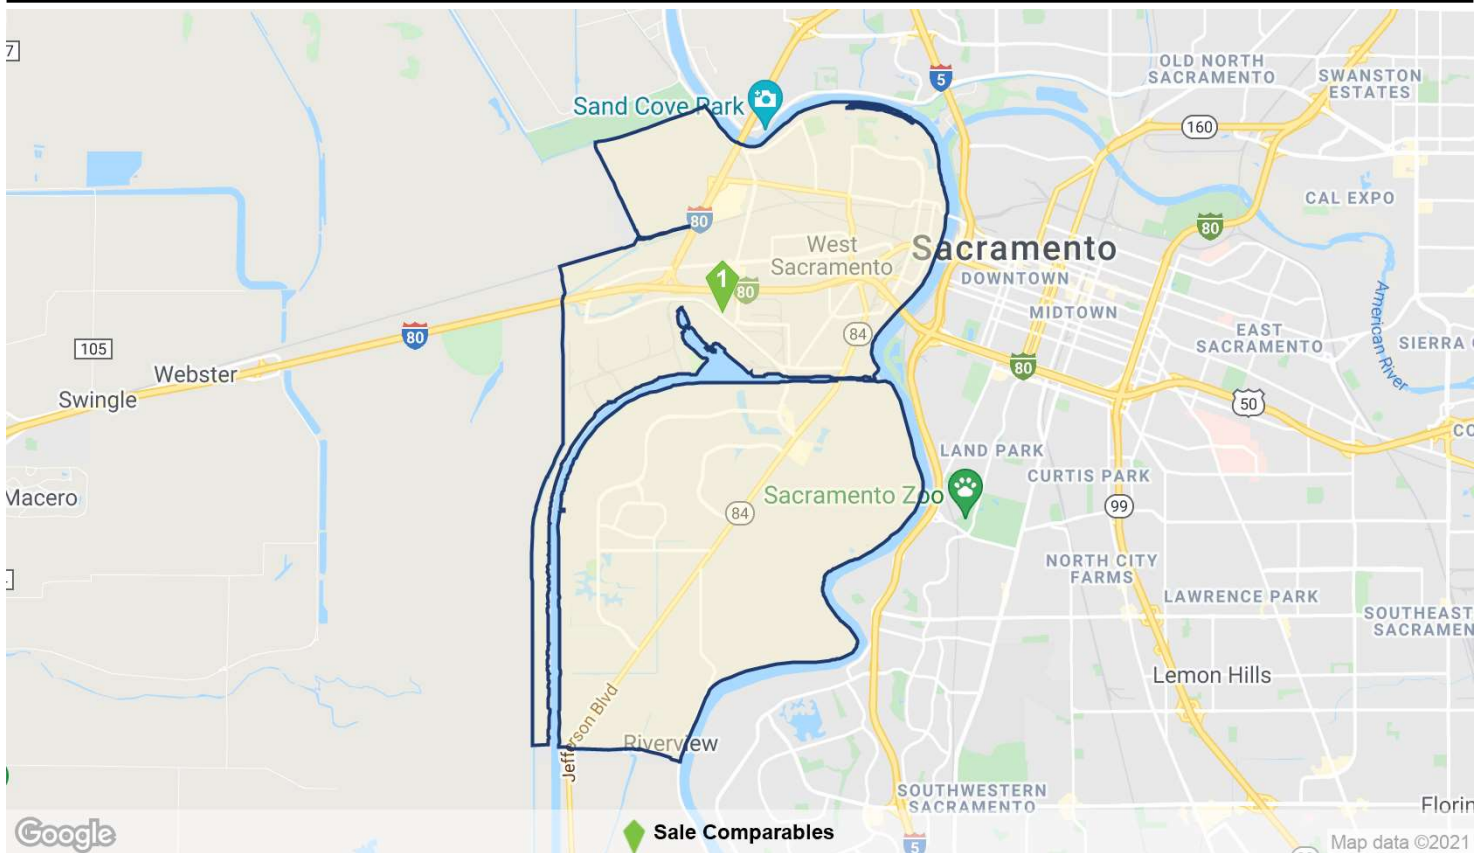 7
5
OLD NORTH
SACRAMENTO
SWANSTON
ESTATES
Sand Cove Park
160
CAL EXPO
80
80
West
Sacramento
Sacramento
DOWNTOWN
1
80
MIDTOWN
American River
EAST
SACRAMENTO
SIERRA
84
105
80
80
Webster
Swingle
50
CO
LAND PARK
CURTIS PARK
Macero
Sacramento Zoo
84
99
NORTH CITY
FARMS
LAWRENCE PARK
SOUTHEAST
SACRAMEN
Lemon Hills
Jefferson Blvd
Riverview
SOUTHWESTERN
SACRAMENTO
Florin
Google
Sale Comparables
5
Map data ©2021